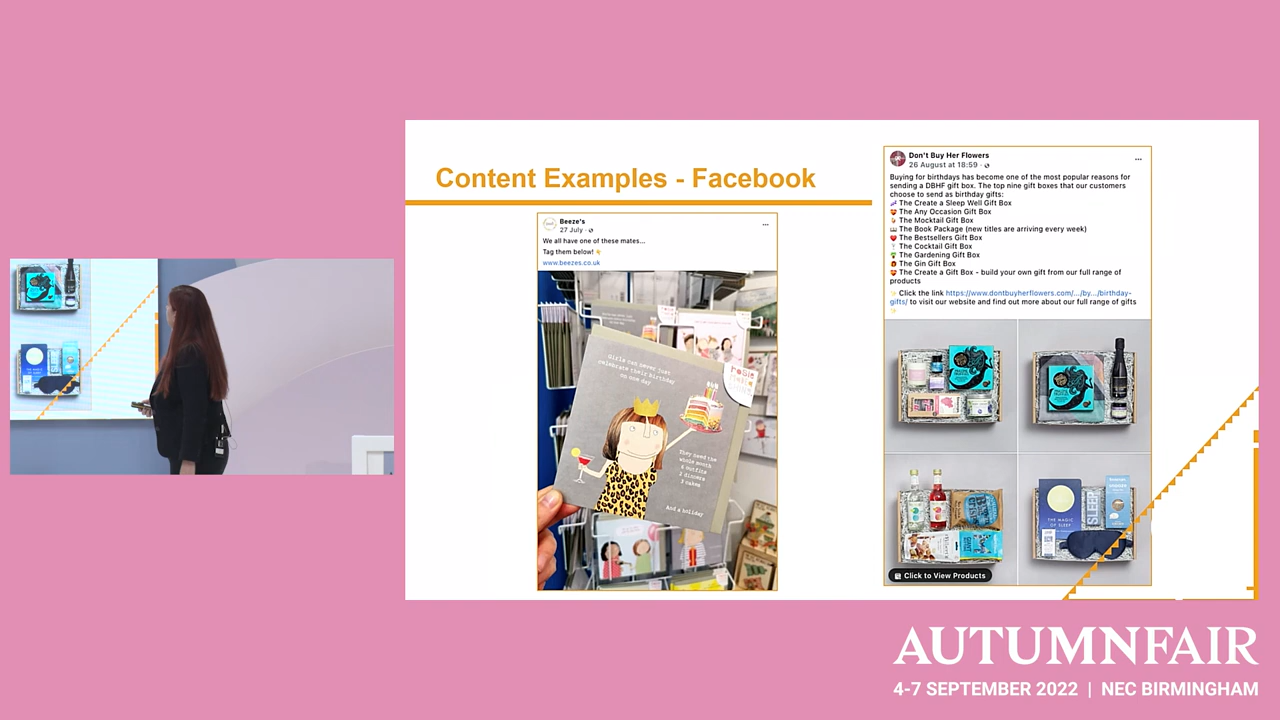 Content Examples - Facebook
Beeze's
27 July
We all have one of these mates...
Tag them below!
www.beezes.co.uk
Girls can never just
celebrate their birthday
on one day
They need the
whole month
6 outfits
2 dinners
3 cakes
And a holiday
Don't Buy Her Flowers
26 August at 18:59
Buying for birthdays has become one of the most popular reasons for
sending a DBHF gift box. The top nine gift boxes that our customers
choose to send as birthday gifts:
The Create a Sleep Well Gift Box
The Any Occasion Gift Box
The Mocktail Gift Box
The Book Package (new titles are arriving every week)
The Bestsellers Gift Box
The Cocktail Gift Box
The Gardening Gift Box
The Gin Gift Box
The Create a Gift Box - build your own gift from our full range of
products
Click the link https://www.dontbuyherflowers.com/.../by.../birthday-
gifts/ to visit our website and find out more about our full range of gifts
THE MAGIC
OF SLEEP
SLEEP
Click to View Products
AUTUMNFAIR
4-7 SEPTEMBER 2022 | NEC BIRMINGHAM